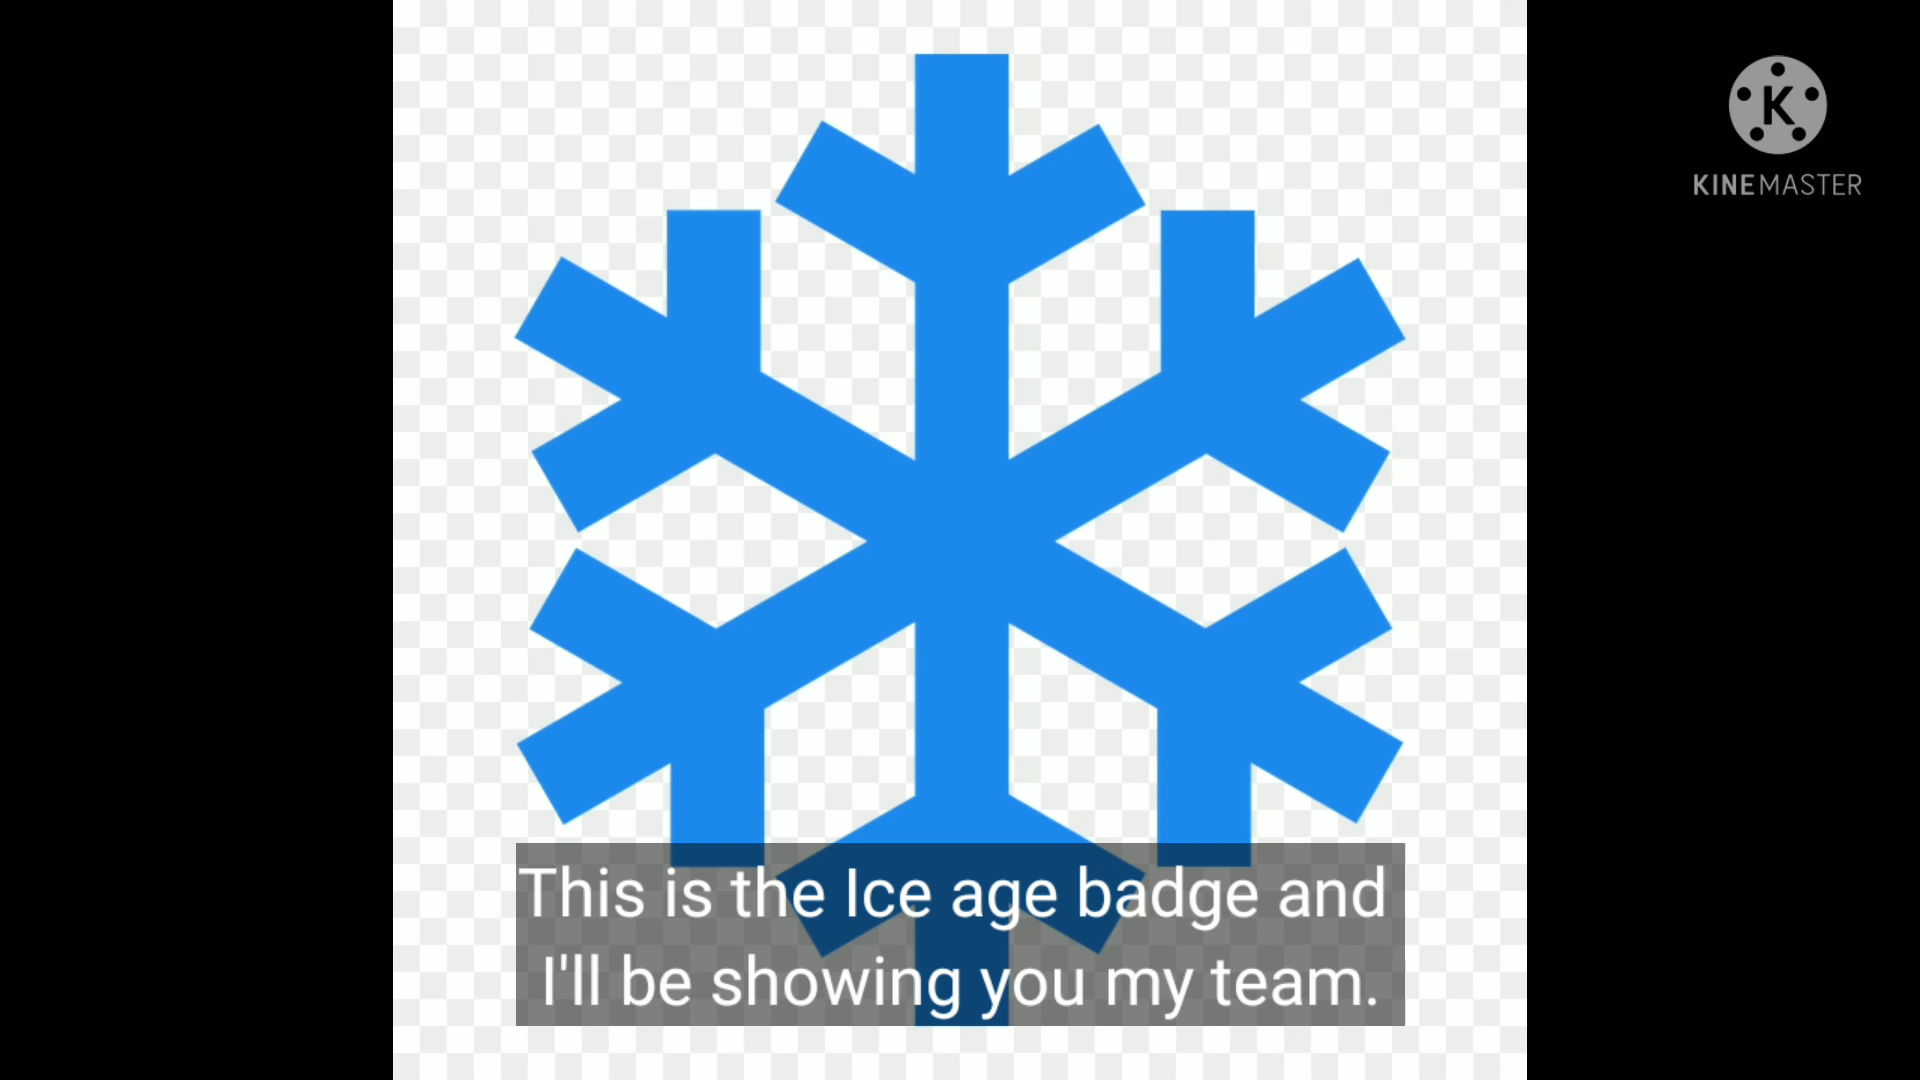 K
KINEMASTER
This is the Ice age badge and
I'll be showing you my team.